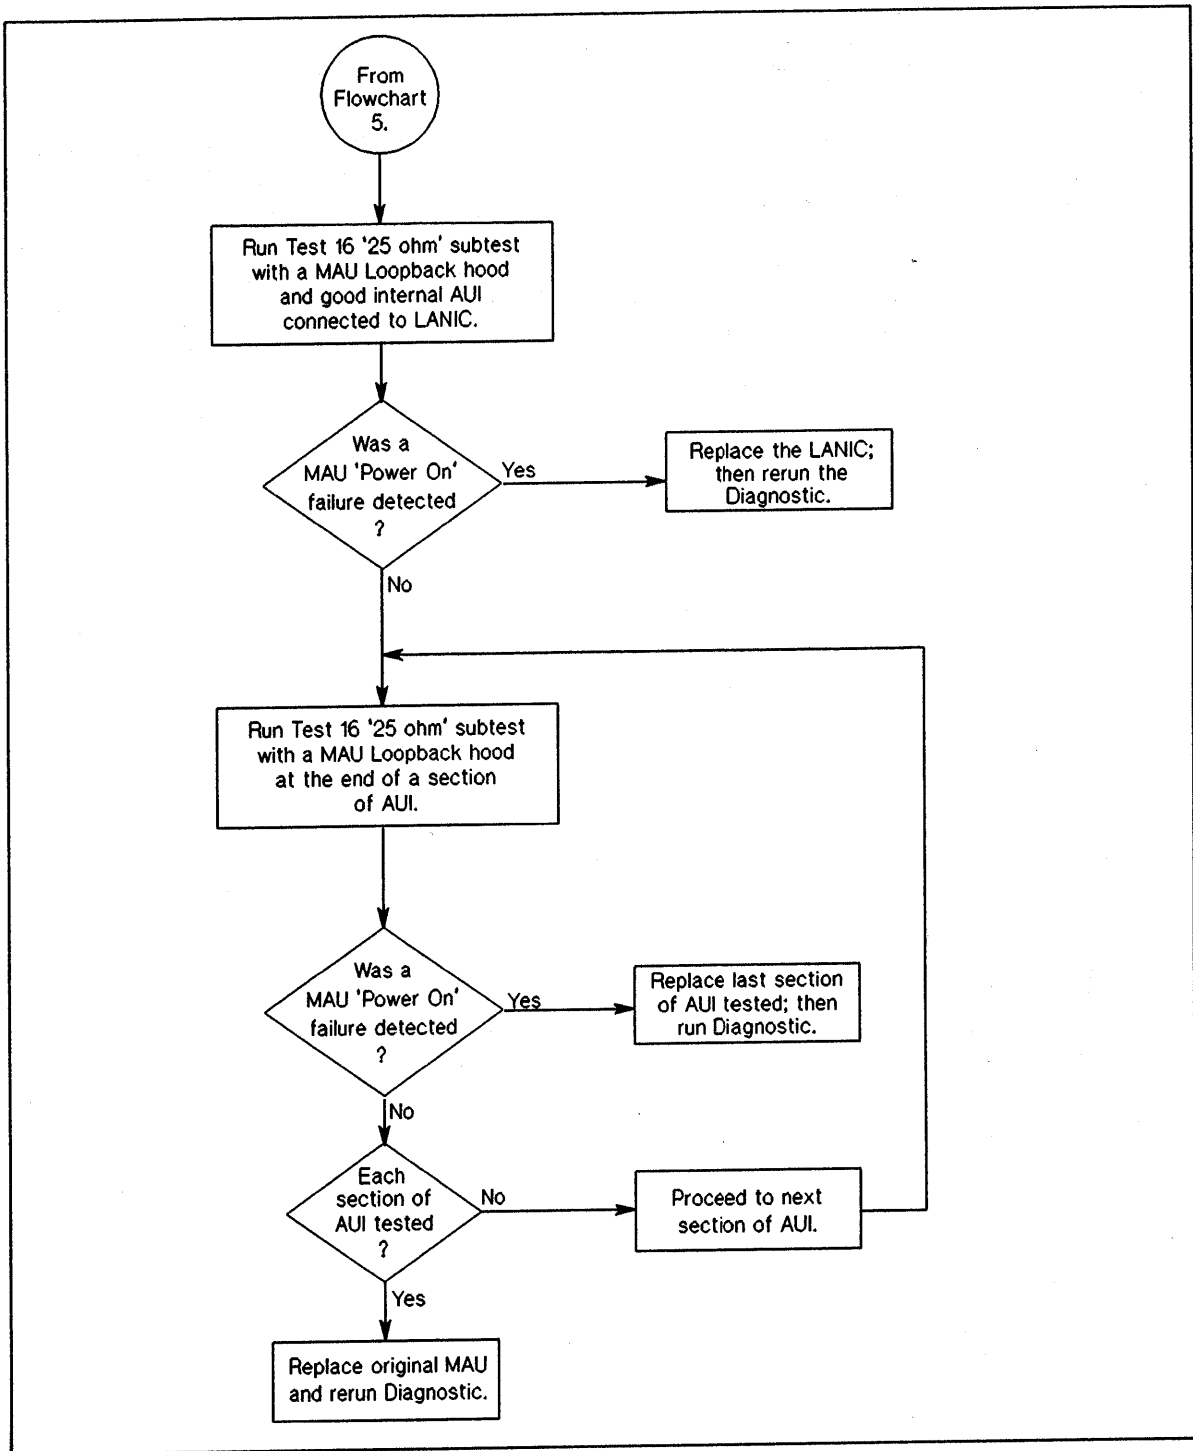 From
Flowchart
5.
Run Test 16 '25 ohm' subtest
with a MAU Loopback hood
and good internal AUI
connected to LANIC.
Was a
MAU 'Power On'
failure detected
?
Yes
Replace the LANIC;
then rerun the
Diagnostic.
No
Run Test 16 '25 ohm' subtest
with a MAU Loopback hood
at the end of a section
of AUI.
Was a
MAU 'Power On'
failure detected
?
Yes
Replace last section
of AUI tested; then
run Diagnostic.
No
Each
section of
AUI tested
?
No
Proceed to next
section of AUI.
Yes
Replace original MAU
and rerun Diagnostic.